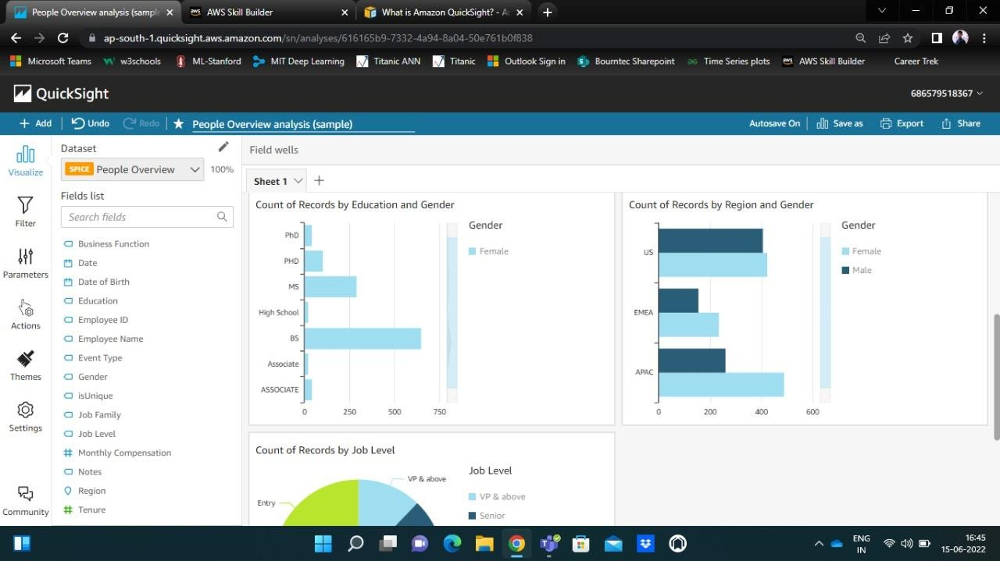 People Overview analysis (sampl
AWS Skill Builder
What is Amazon QuickSight? - A
ap-south-1.quicksight.aws.amazon.com/sn/analyses/616165b9-7332-4a94-8a04-50e761b0f838
Microsoft Teams
w3schools
ML-Stanford
MIT Deep Learning
Titanic ANN
Titanic
Outlook Sign in
Bourntec Sharepoint
Time Series plots
AWS Skill Builder
Career Trek
QuickSight
686579518367
Add
Undo
Redo
People Overview analysis (sample)
Autosave On
Save as
Export
Share
Visualize
Filter
Parameters
Actions
Themes
Settings
Community
Dataset
SPICE People Overview
100%
Fields list
Search fields
Business Function
Date
Date of Birth
Education
Employee ID
Employee Name
Event Type
Gender
isUnique
Job Family
Job Level
Monthly Compensation
Notes
Region
Tenure
Field wells
Sheet 1
Count of Records by Education and Gender
PhD
PHD
MS
High School
BS
Associate
ASSOCIATE
0 250 500 750
Gender
Female
Count of Records by Region and Gender
US
EMEA
APAC
0 200 400 600
Gender
Female
Male
Count of Records by Job Level
VP & above
Entry
Job Level
VP & above
Senior
ENG
IN
16:45
15-06-2022